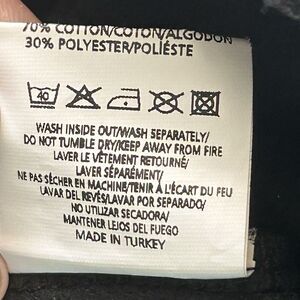 70% COTTON/COTON/ALGODON
30% POLYESTER/POLIÉSTE
40
WASH INSIDE OUT/WASH SEPARATELY/
DO NOT TUMBLE DRY/KEEP AWAY FROM FIRE
LAVER LE VÊTEMENT RETOURNÉ/
LAVER SÉPARÉMENT/
NE PAS SÉCHER EN MACHINE/TENIR À L'ÉCART DU FEU
LAVAR DEL REVÉS/LAVAR POR SEPARADO/
NO UTILIZAR SECADORA/
MANTENER LEJOS DEL FUEGO
MADE IN TURKEY